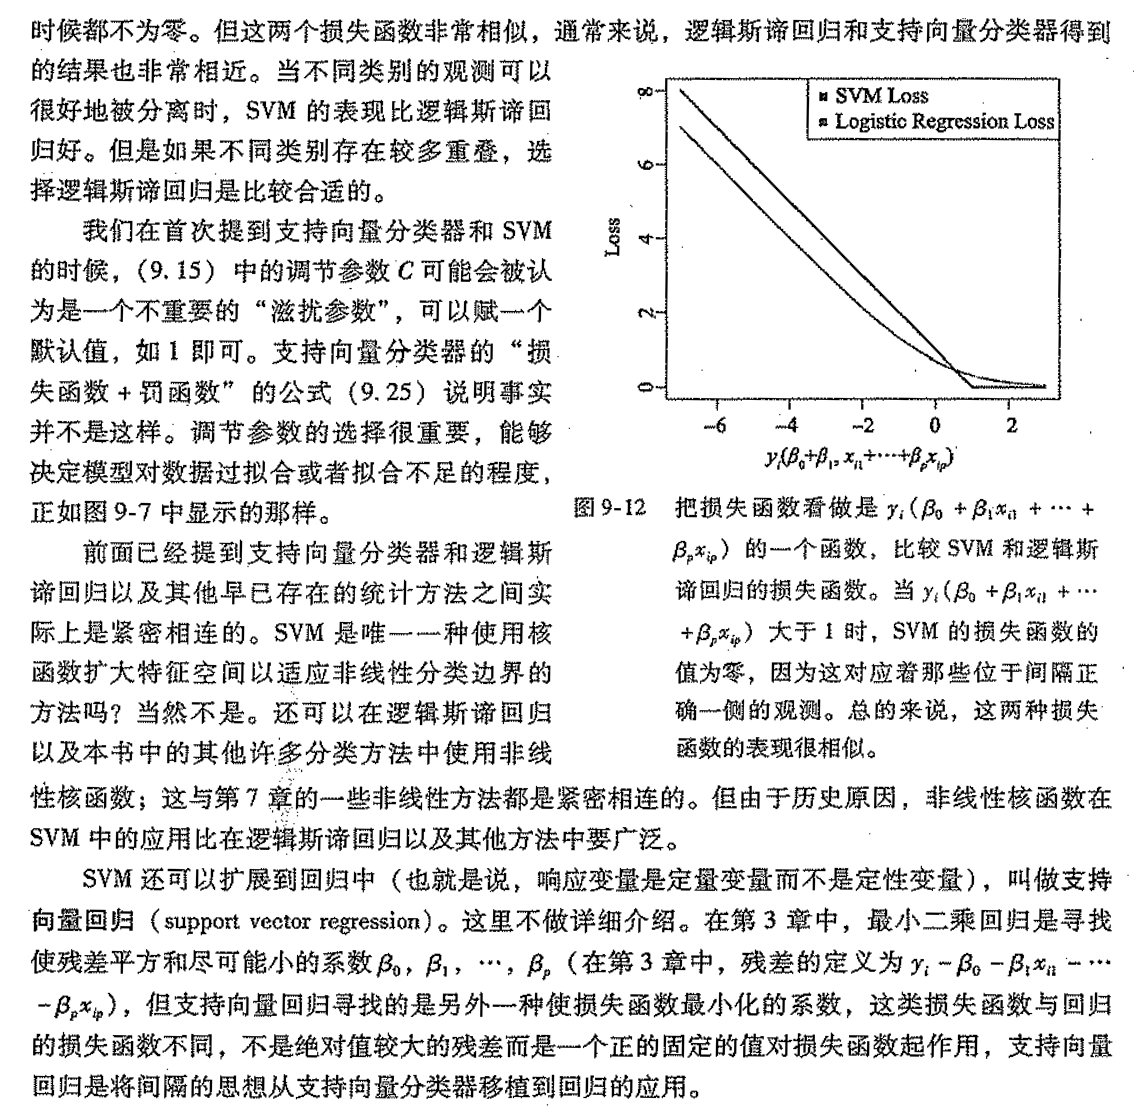 时候都不为零。但这两个损失函数非常相似，通常来说，逻辑斯谛回归和支持向量分类器得到
的结果也非常相近。当不同类别的观测可以
很好地被分离时，SVM 的表现比逻辑斯谛回
归好。但是如果不同类别存在较多重叠，选
择逻辑斯谛回归是比较合适的。
我们在首次提到支持向量分类器和 SVM
的时候，(9.15) 中的调节参数 C 可能会被认
为是一个不重要的“滋扰参数”，可以赋一个
默认值，如 1 即可。支持向量分类器的“损
失函数 + 罚函数”的公式 (9.25) 说明事实
并不是这样。调节参数的选择很重要，能够
决定模型对数据过拟合或者拟合不足的程度，
正如图 9-7 中显示的那样。
前面已经提到支持向量分类器和逻辑斯
谛回归以及其他早已存在的统计方法之间实
际上是紧密相连的。SVM 是唯一一种使用核
函数扩大特征空间以适应非线性分类边界的
方法吗？当然不是。还可以在逻辑斯谛回归
以及本书中的其他许多分类方法中使用非线
SVM Loss
Logistic Regression Loss
Loss
8
6
4
2
0
-6 -4 -2 0 2
yᵢ(β₀+β₁,xᵢ₁+⋯+βₚxᵢₚ)
图 9-12 把损失函数看做是 yᵢ(β₀ + β₁xᵢ₁ + ⋯ +
βₚxᵢₚ) 的一个函数，比较 SVM 和逻辑斯
谛回归的损失函数。当 yᵢ(β₀ + β₁xᵢ₁ + ⋯
+βₚxᵢₚ) 大于 1 时，SVM 的损失函数的
值为零，因为这对应着那些位于间隔正
确一侧的观测。总的来说，这两种损失
函数的表现很相似。
性核函数；这与第 7 章的一些非线性方法都是紧密相连的。但由于历史原因，非线性核函数在
SVM 中的应用比在逻辑斯谛回归以及其他方法中要广泛。
SVM 还可以扩展到回归中（也就是说，响应变量是定量变量而不是定性变量），叫做支持
向量回归（support vector regression）。这里不做详细介绍。在第 3 章中，最小二乘回归是寻找
使残差平方和尽可能小的系数 β₀，β₁，⋯，βₚ（在第 3 章中，残差的定义为 yᵢ - β₀ - β₁xᵢ₁ - ⋯
- βₚxᵢₚ），但支持向量回归寻找的是另外一种使损失函数最小化的系数，这类损失函数与回归
的损失函数不同，不是绝对值较大的残差而是一个正的固定的值对损失函数起作用，支持向量
回归是将间隔的思想从支持向量分类器移植到回归的应用。